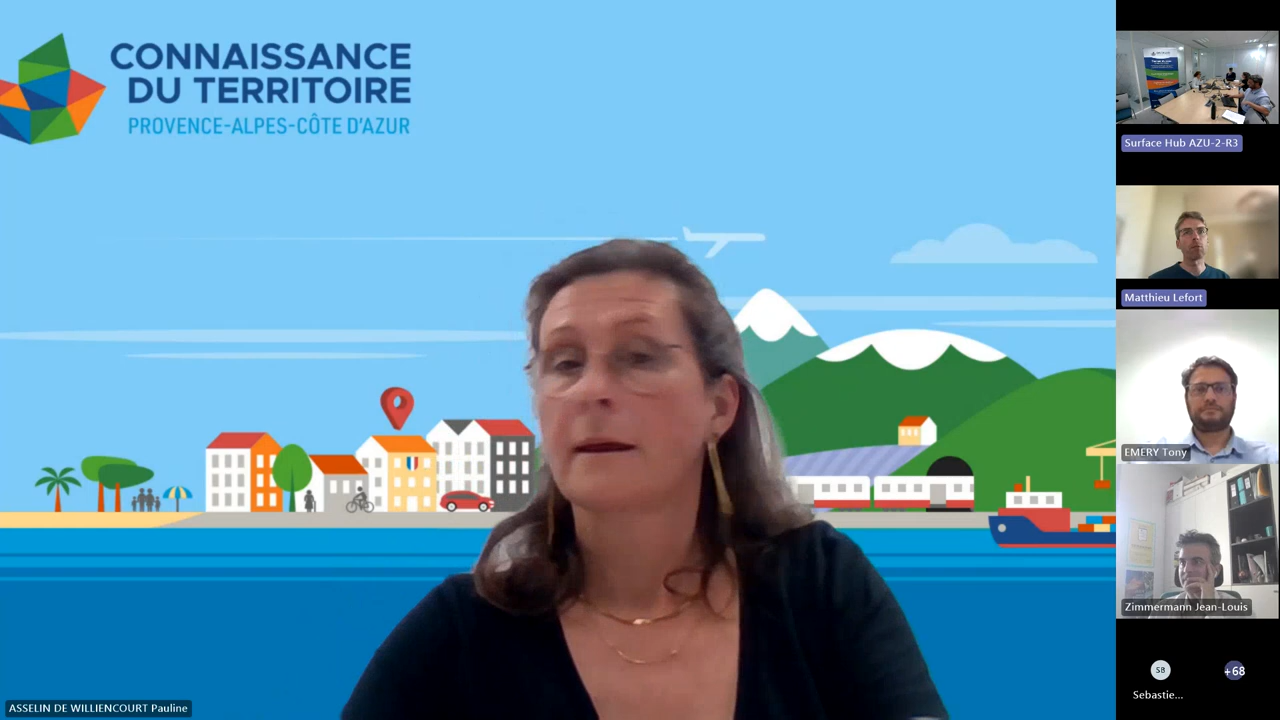 CONNAISSANCE
DU TERRITOIRE
PROVENCE-ALPES-CÔTE D'AZUR
ASSELIN DE WILLIENCOURT Pauline
Surface Hub AZU-2-R3
Matthieu Lefort
EMERY Tony
Zimmermann Jean-Louis
SB
+68
Sebastie...